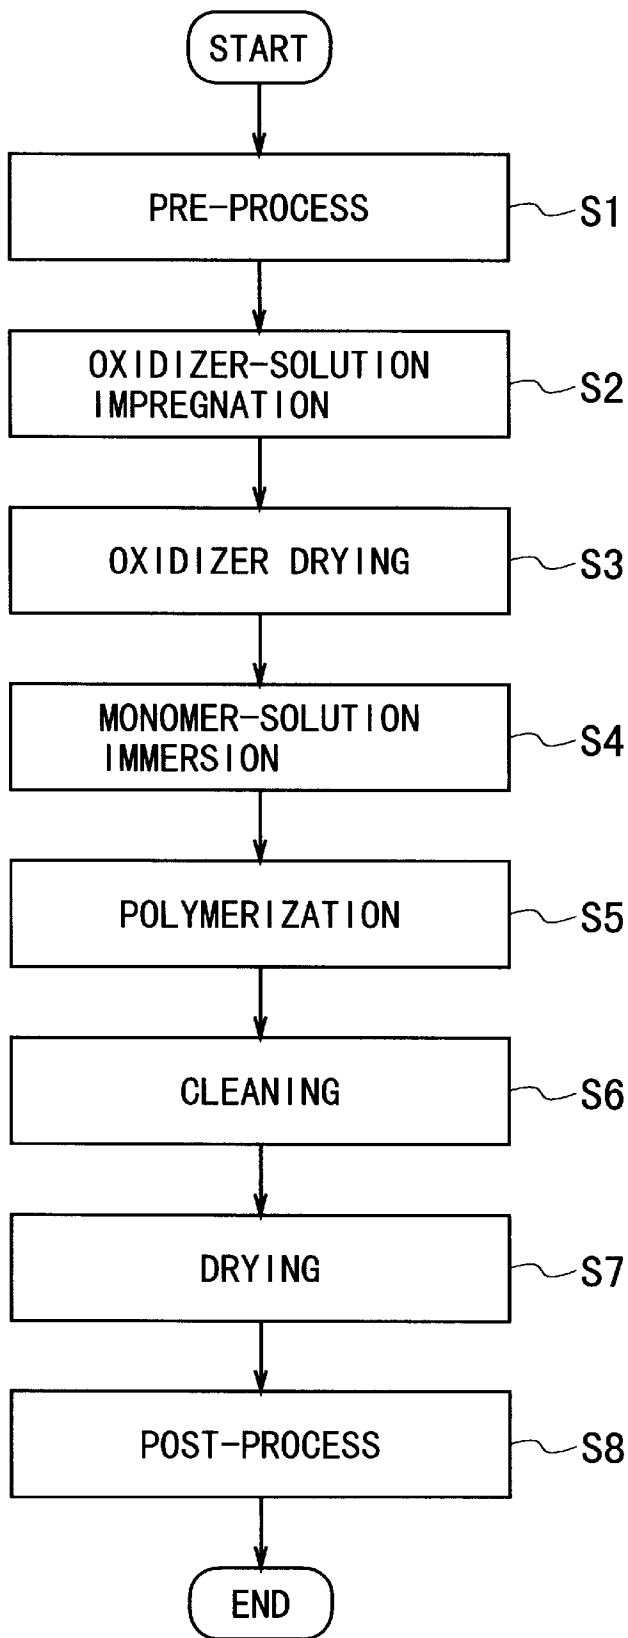 START
PRE-PROCESS
S1
OXIDIZER-SOLUTION
IMPREGNATION
S2
OXIDIZER DRYING
S3
MONOMER-SOLUTION
IMMERSION
S4
POLYMERIZATION
S5
CLEANING
S6
DRYING
S7
POST-PROCESS
S8
END